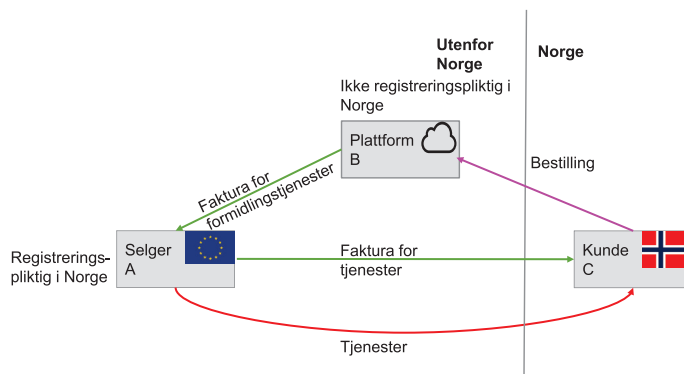 Utenfor
Norge
Norge
Ikke registreringspliktig i
Norge
Plattform
B
Bestilling
Faktura for
formidlingstjenester
Registrerings-
pliktig i Norge
Selger
A
Faktura for
tjenester
Kunde
C
Tjenester